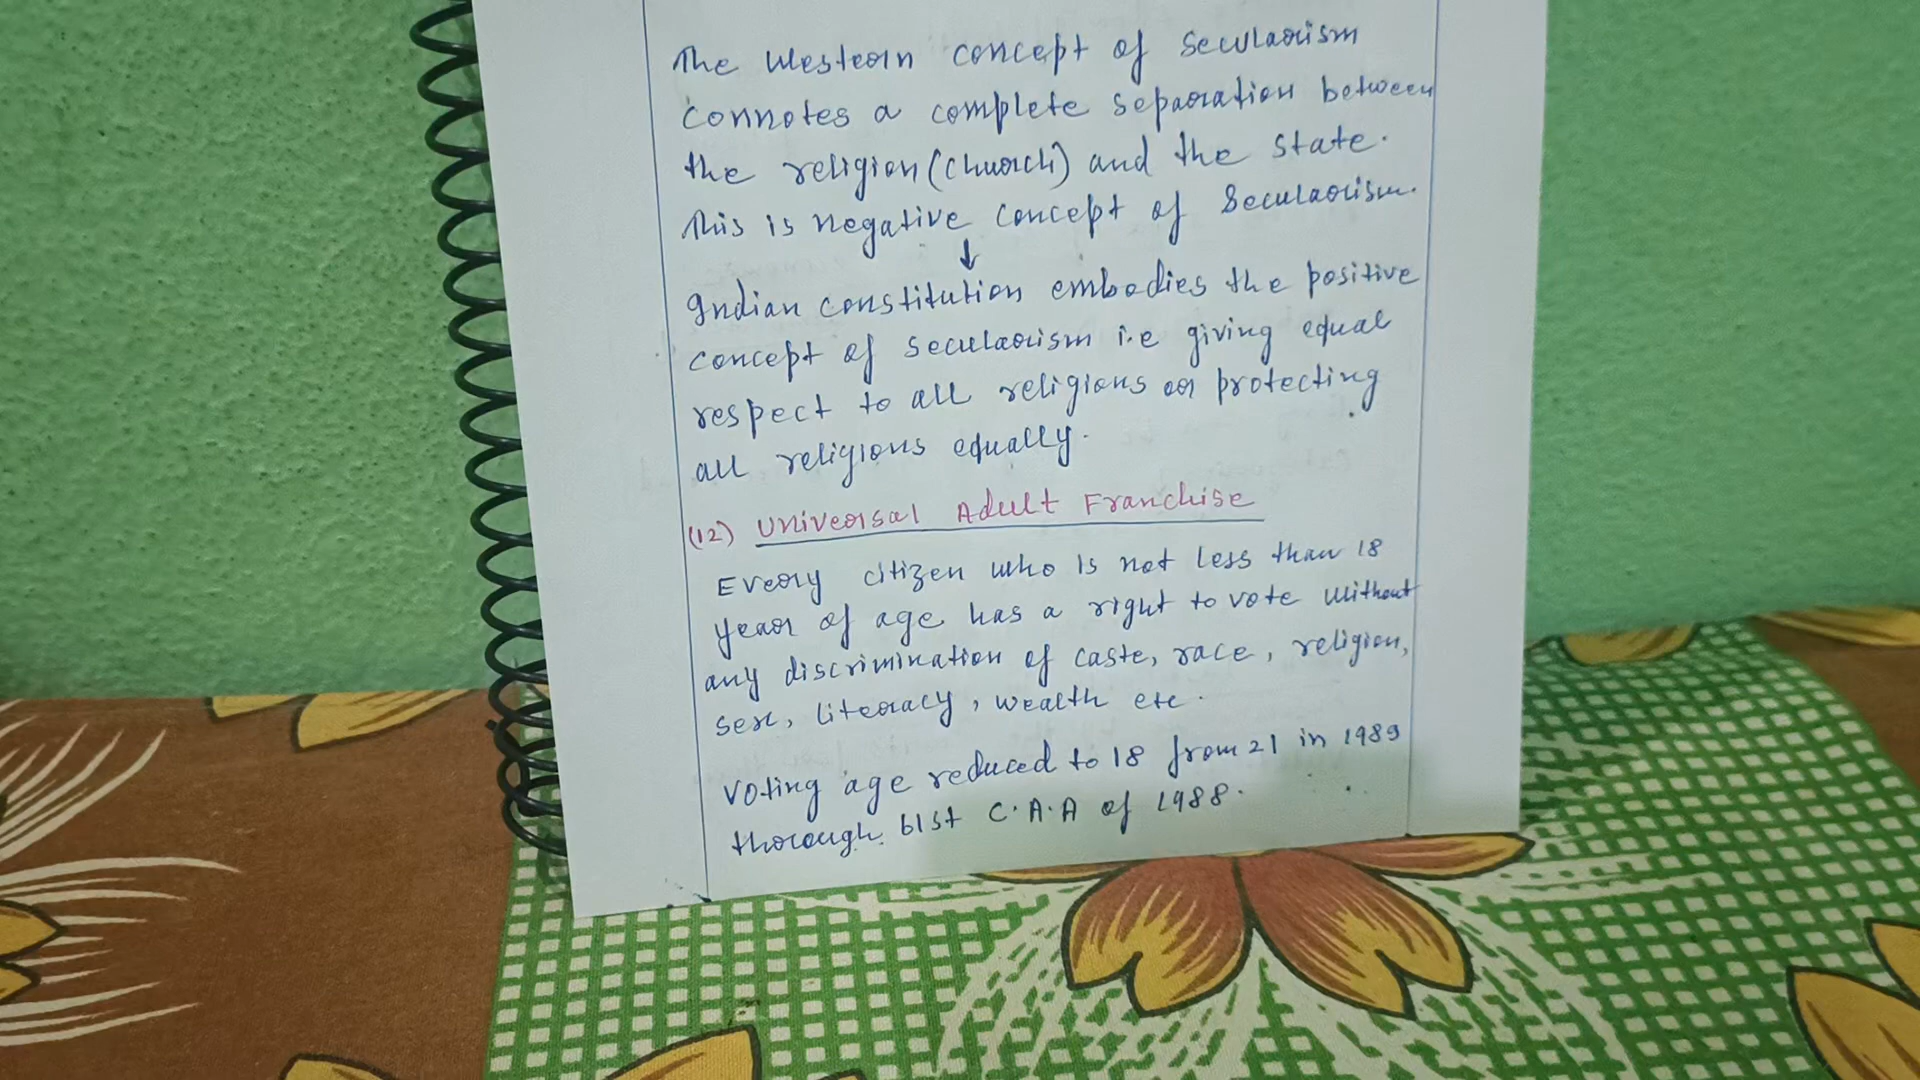 The Western concept of secularism
connotes a complete separation between
the religion (church) and the state.
This is negative concept of Secularism.
↓
Indian constitution embodies the positive
concept of secularism i.e giving equal
respect to all religions or protecting
all religions equally.
(12) Universal Adult Franchise
Every citizen who is not less than 18
year of age has a right to vote without
any discrimination of caste, race, religion,
sex, literacy, wealth etc.
Voting age reduced to 18 from 21 in 1989
through 61st C.A.A of 1988.